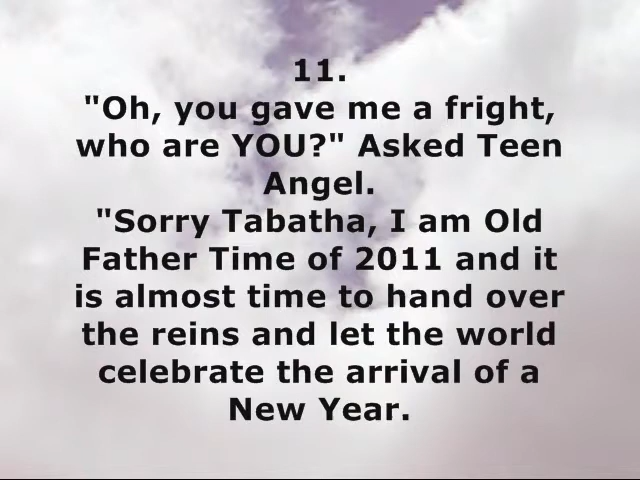 11.
"Oh, you gave me a fright,
who are YOU?" Asked Teen
Angel.
"Sorry Tabatha, I am Old
Father Time of 2011 and it
is almost time to hand over
the reins and let the world
celebrate the arrival of a
New Year.